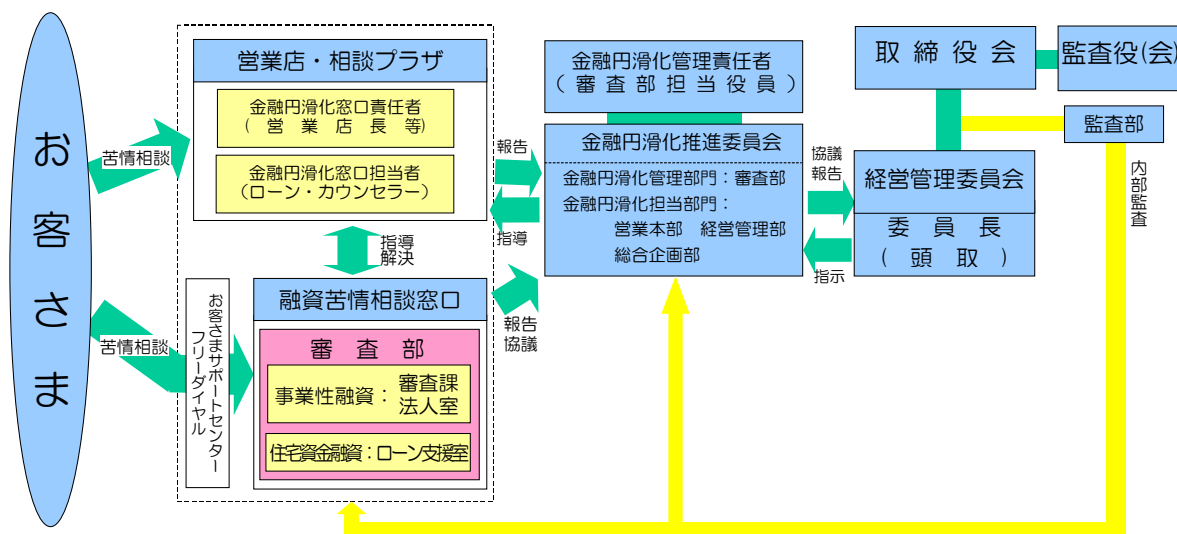 お客さま
苦情相談
苦情相談
営業店・相談プラザ
金融円滑化窓口責任者
(営業店長等)
金融円滑化窓口担当者
(ローン・カウンセラー)
指導
解決
お客さまサポートセンター
フリーダイヤル
融資苦情相談窓口
審査部
事業性融資：審査課
法人室
住宅資金融資：ローン支援室
報告
指導
報告
協議
金融円滑化管理責任者
(審査部担当役員)
金融円滑化推進委員会
金融円滑化管理部門：審査部
金融円滑化担当部門：
営業本部 経営管理部
総合企画部
協議
報告
指示
取締役会
監査役(会)
監査部
経営管理委員会
委員長
(頭取)
内部監査